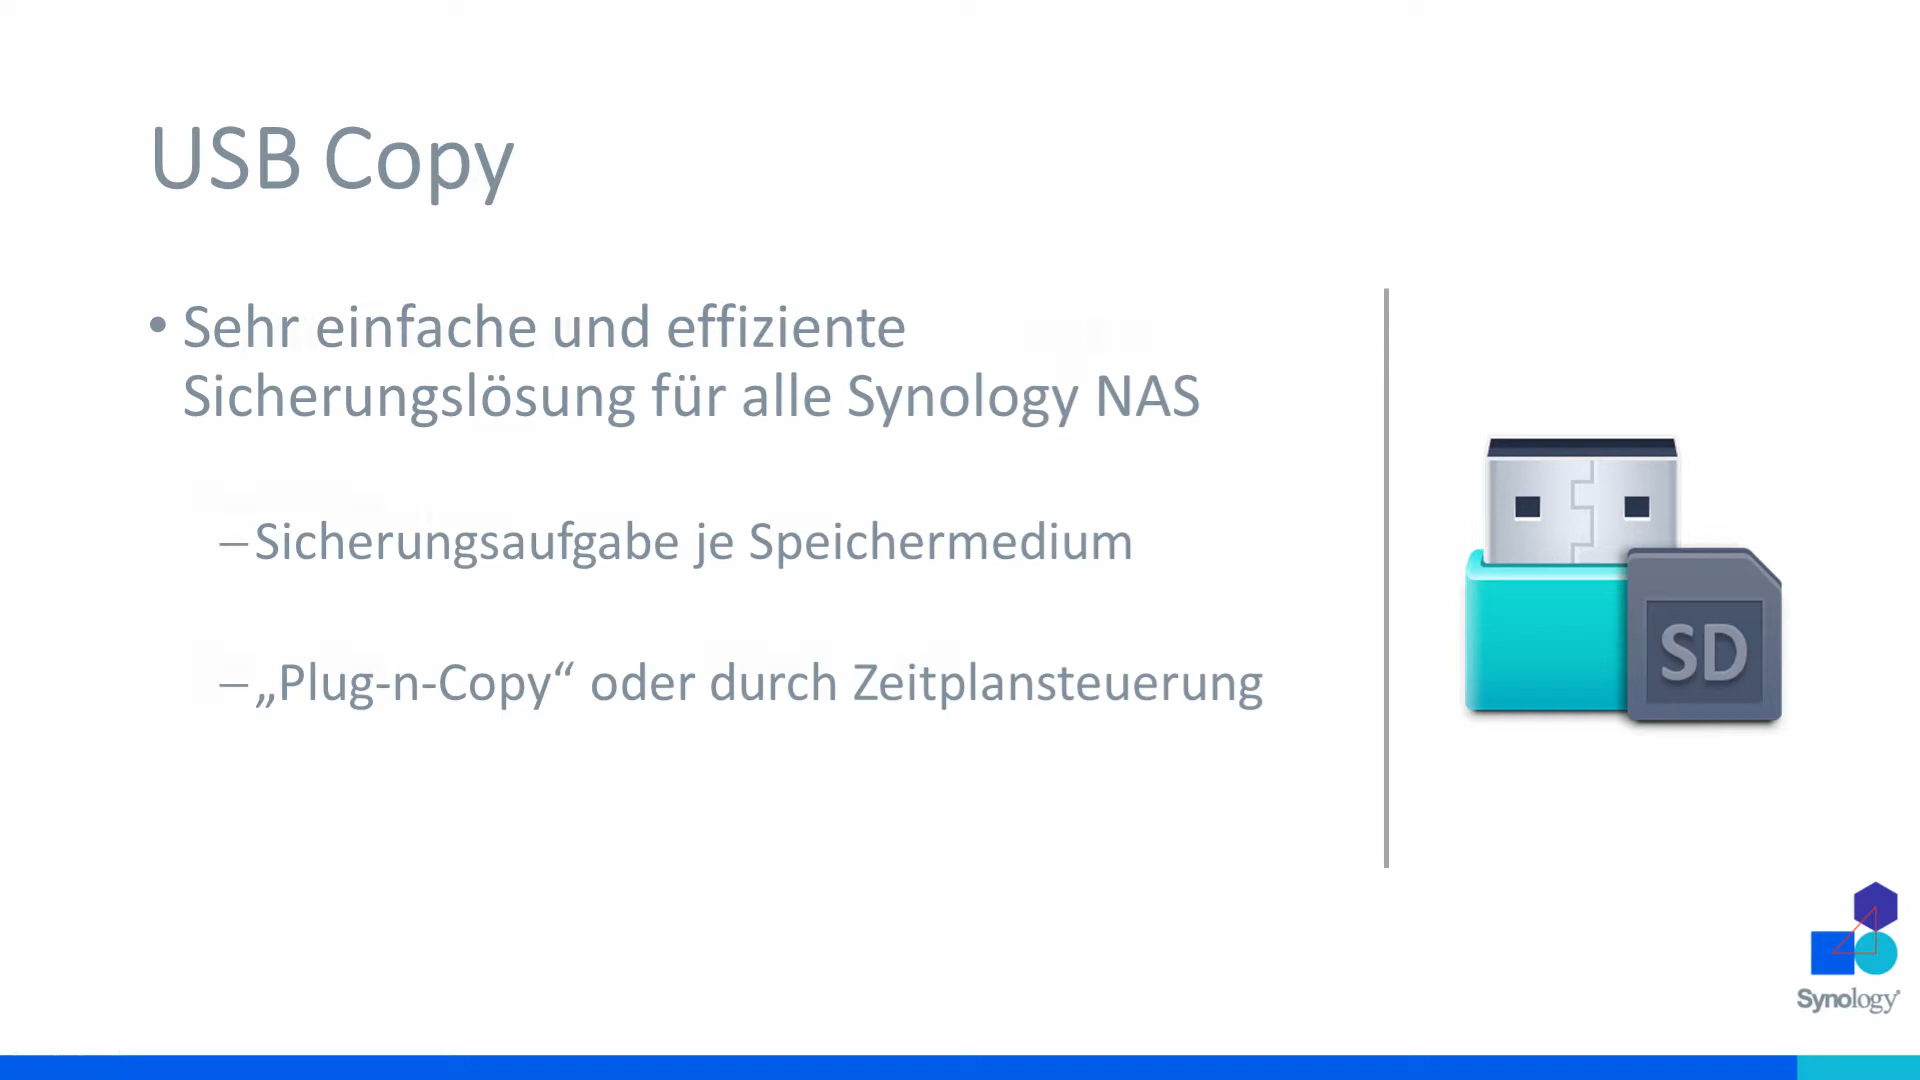 USB Copy
• Sehr einfache und effiziente
Sicherungslösung für alle Synology NAS
–Sicherungsaufgabe je Speichermedium
–„Plug-n-Copy“ oder durch Zeitplansteuerung
SD
Synology®